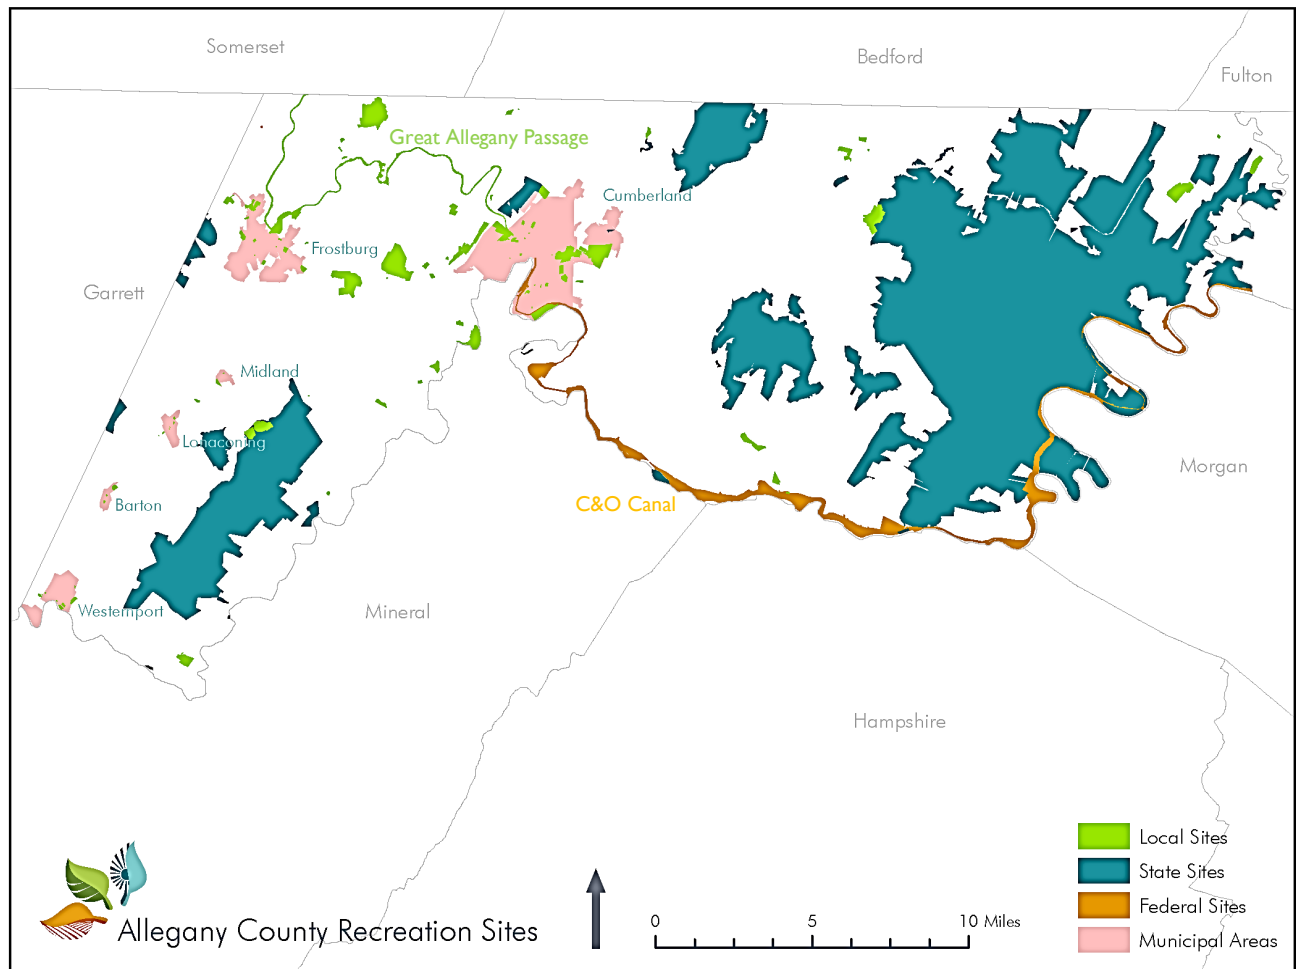 Somerset
Bedford
Fulton
Great Allegany Passage
Cumberland
Frostburg
Garrett
Midland
Lonaconing
Morgan
Barton
C&O Canal
Westernport
Mineral
Hampshire
Local Sites
State Sites
Federal Sites
Municipal Areas
0 5 10 Miles
Allegany County Recreation Sites